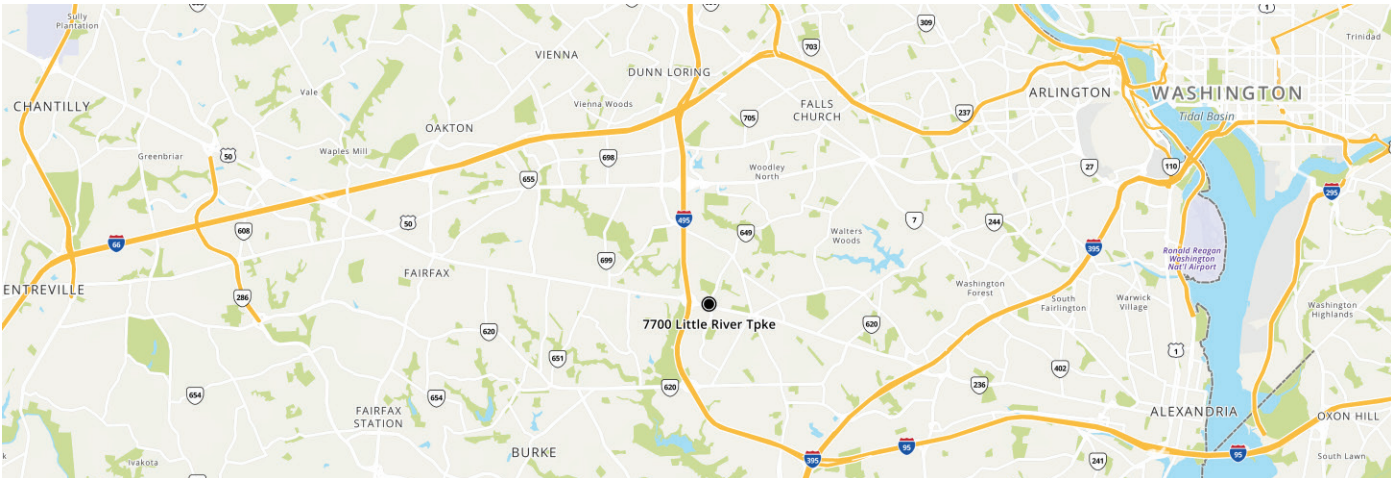 Sully
Plantation
309
1
703
Trinidad
VIENNA
DUNN LORING
CHANTILLY
Vale
Vienna Woods
FALLS
CHURCH
237
ARLINGTON
WASHINGTON
Tidal Basin
705
OAKTON
Greenbriar
50
Waples Mill
698
655
Woodley
North
27
110
295
495
50
608
66
649
7
244
Walters
Woods
395
Ronald Reagan
Washington
Nat'l Airport
699
FAIRFAX
ENTREVILLE
286
Washington
Forest
South
Fairlington
Warwick
Village
Washington
Highlands
7700 Little River Tpke
620
620
651
1
402
654
654
620
236
FAIRFAX
STATION
ALEXANDRIA
OXON HILL
BURKE
95
95
395
241
Ivakota
South Lawn